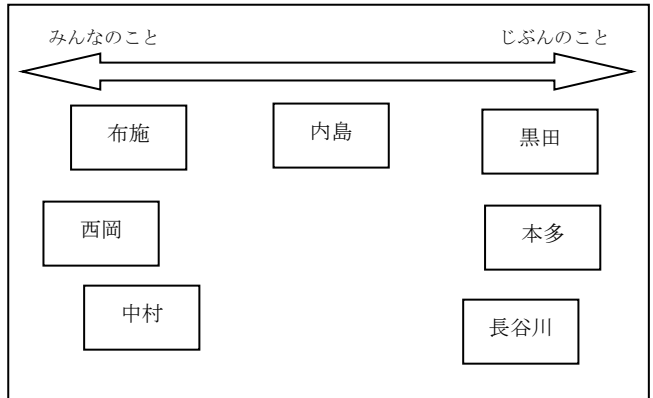 みんなのこと
じぶんのこと
布施
内島
黒田
西岡
本多
中村
長谷川